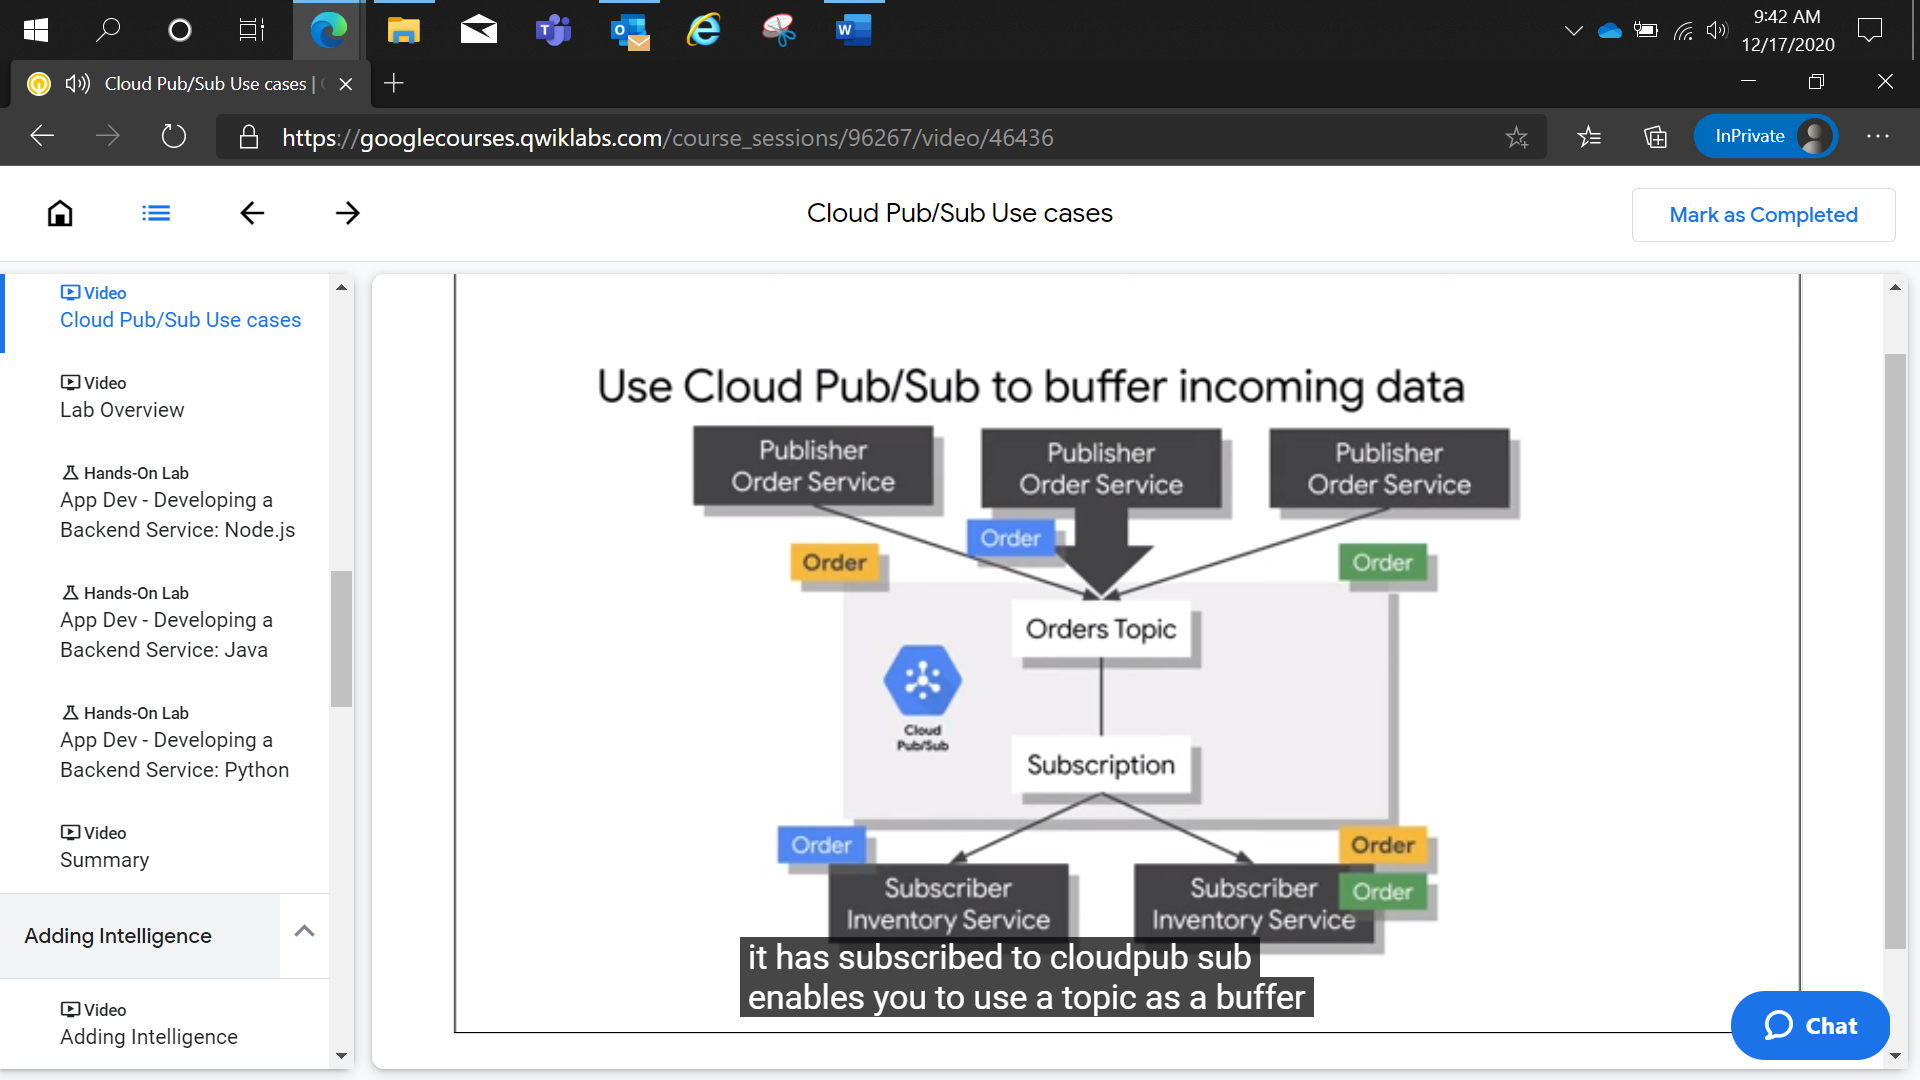 9:42 AM
12/17/2020
Cloud Pub/Sub Use cases |
https://googlecourses.qwiklabs.com/course_sessions/96267/video/46436
InPrivate
Cloud Pub/Sub Use cases
Mark as Completed
Video
Cloud Pub/Sub Use cases
Video
Lab Overview
Hands-On Lab
App Dev - Developing a
Backend Service: Node.js
Hands-On Lab
App Dev - Developing a
Backend Service: Java
Hands-On Lab
App Dev - Developing a
Backend Service: Python
Video
Summary
Adding Intelligence
Video
Adding Intelligence
Use Cloud Pub/Sub to buffer incoming data
Publisher
Order Service
Publisher
Order Service
Publisher
Order Service
Order
Order
Order
Orders Topic
Cloud
Pub/Sub
Subscription
Order
Order
Order
Subscriber
Inventory Service
Subscriber
Inventory Service
it has subscribed to cloudpub sub
enables you to use a topic as a buffer
Chat